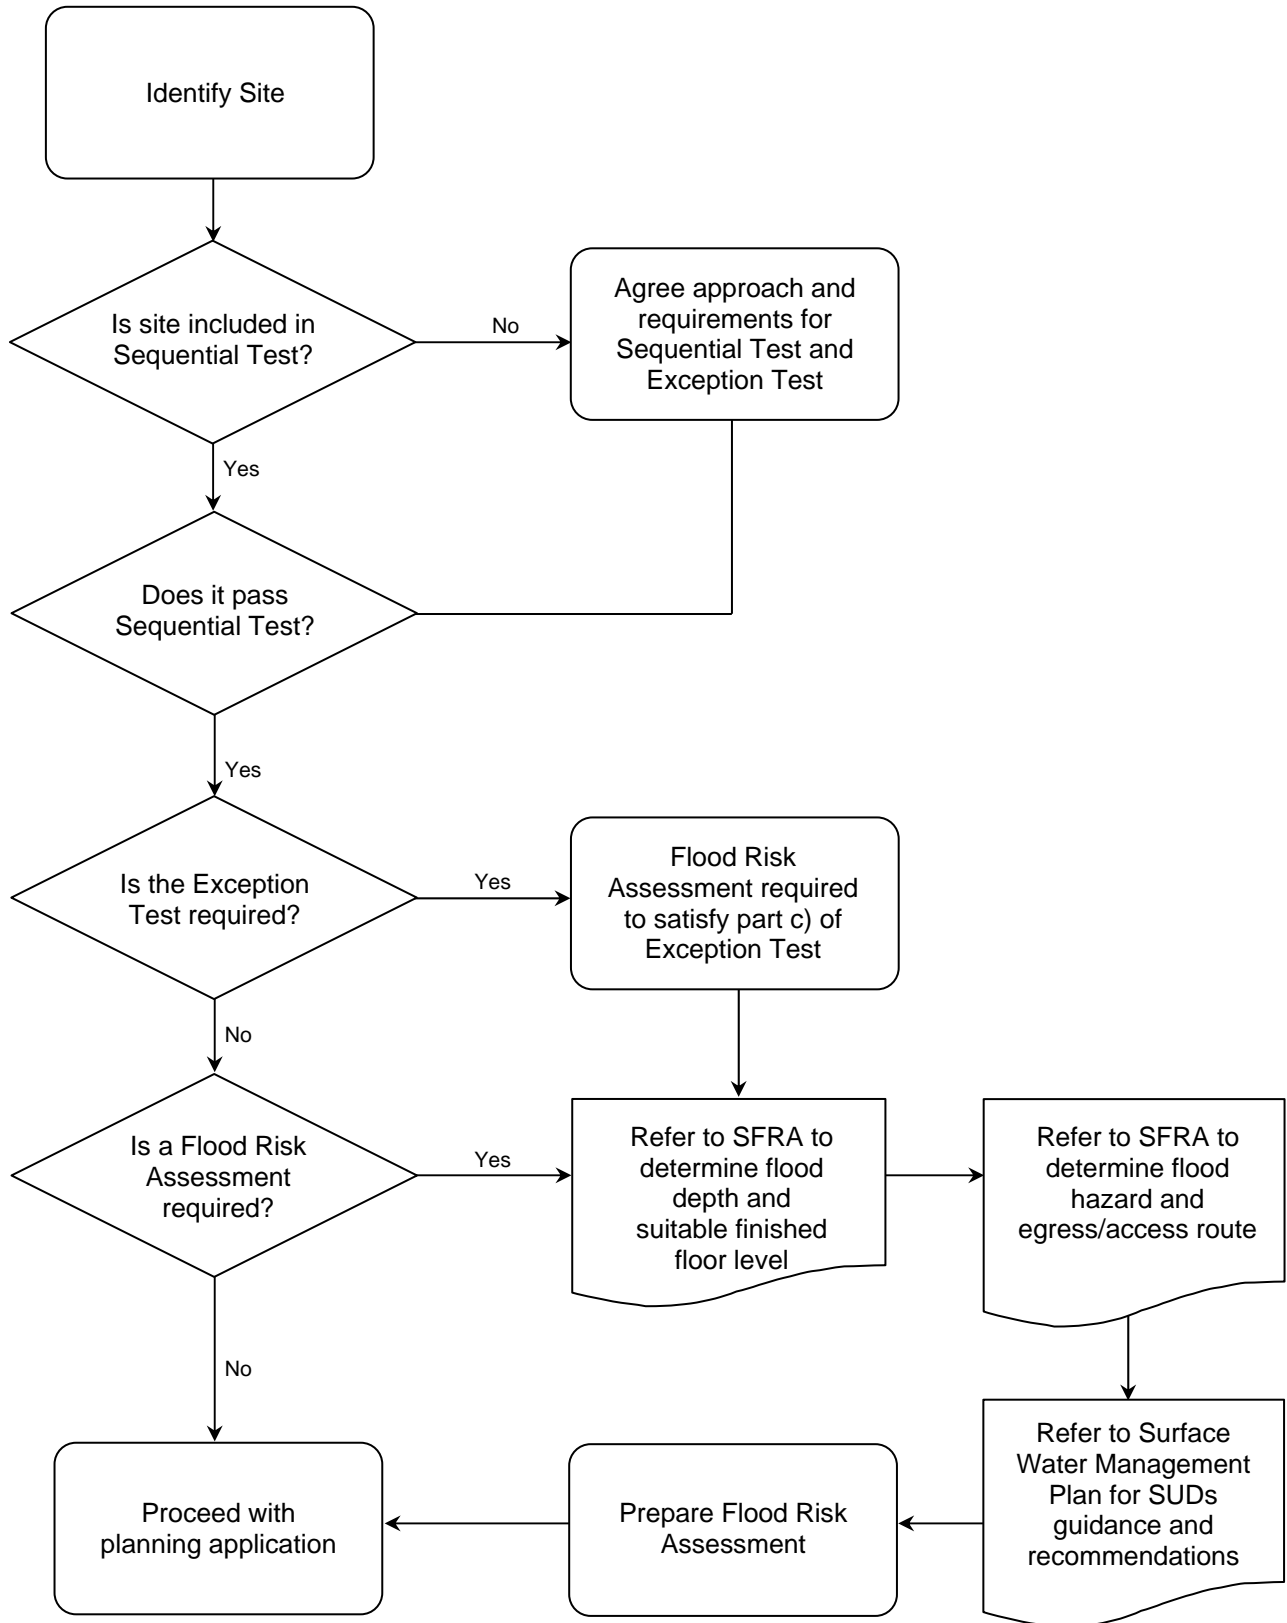 Identify Site
Is site included in
Sequential Test?
No
Agree approach and
requirements for
Sequential Test and
Exception Test
Yes
Does it pass
Sequential Test?
Yes
Is the Exception
Test required?
Yes
Flood Risk
Assessment required
to satisfy part c) of
Exception Test
No
Is a Flood Risk
Assessment
required?
Yes
Refer to SFRA to
determine flood
depth and
suitable finished
floor level
Refer to SFRA to
determine flood
hazard and
egress/access route
No
Refer to Surface
Water Management
Plan for SUDs
guidance and
recommendations
Prepare Flood Risk
Assessment
Proceed with
planning application